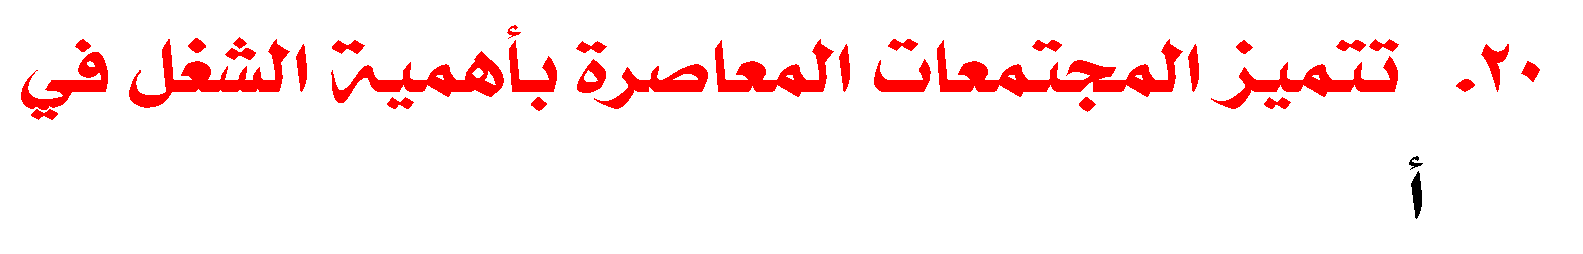 ٢٠. تتميز المجتمعات المعاصرة بأهمية الشغل في
أ